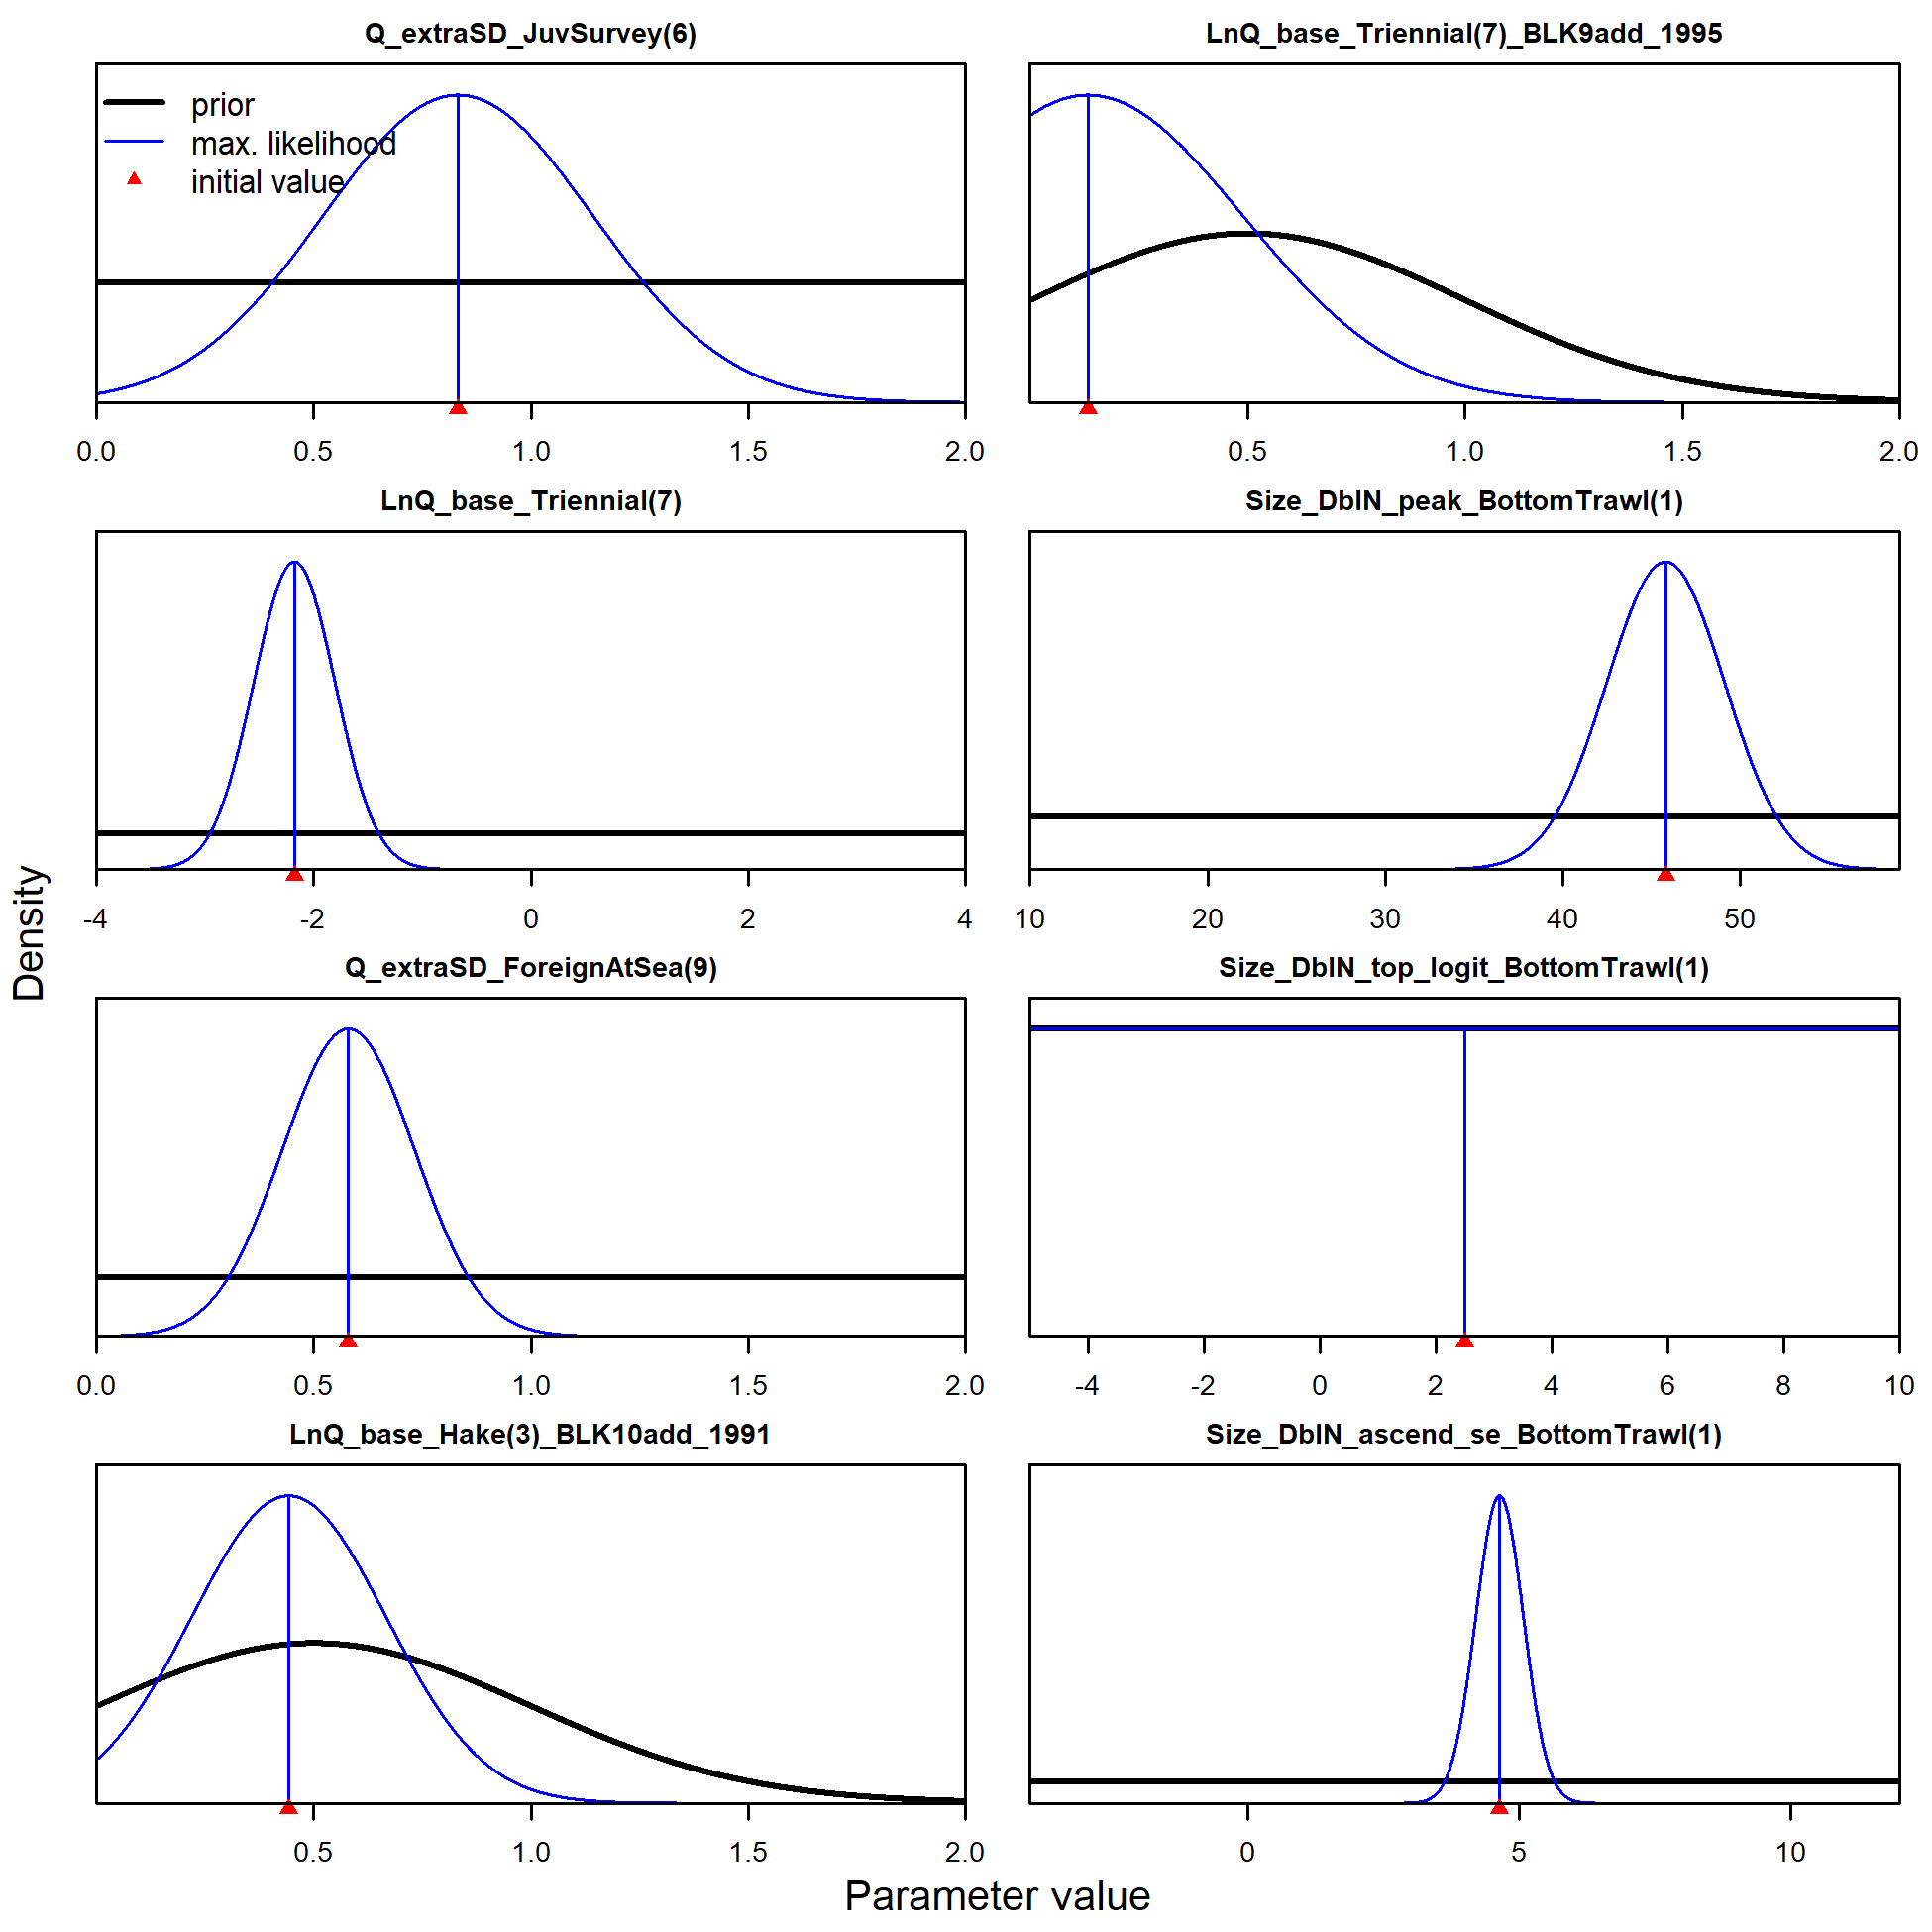 Q_extraSD_JuvSurvey(6)
prior
max. likelihood
initial value
0.0 0.5 1.0 1.5 2.0
LnQ_base_Triennial(7)_BLK9add_1995
0.5 1.0 1.5 2.0
LnQ_base_Triennial(7)
-4 -2 0 2 4
Size_DblN_peak_BottomTrawl(1)
10 20 30 40 50
Q_extraSD_ForeignAtSea(9)
0.0 0.5 1.0 1.5 2.0
Size_DblN_top_logit_BottomTrawl(1)
-4 -2 0 2 4 6 8 10
LnQ_base_Hake(3)_BLK10add_1991
0.5 1.0 1.5 2.0
Size_DblN_ascend_se_BottomTrawl(1)
0 5 10
Density
Parameter value